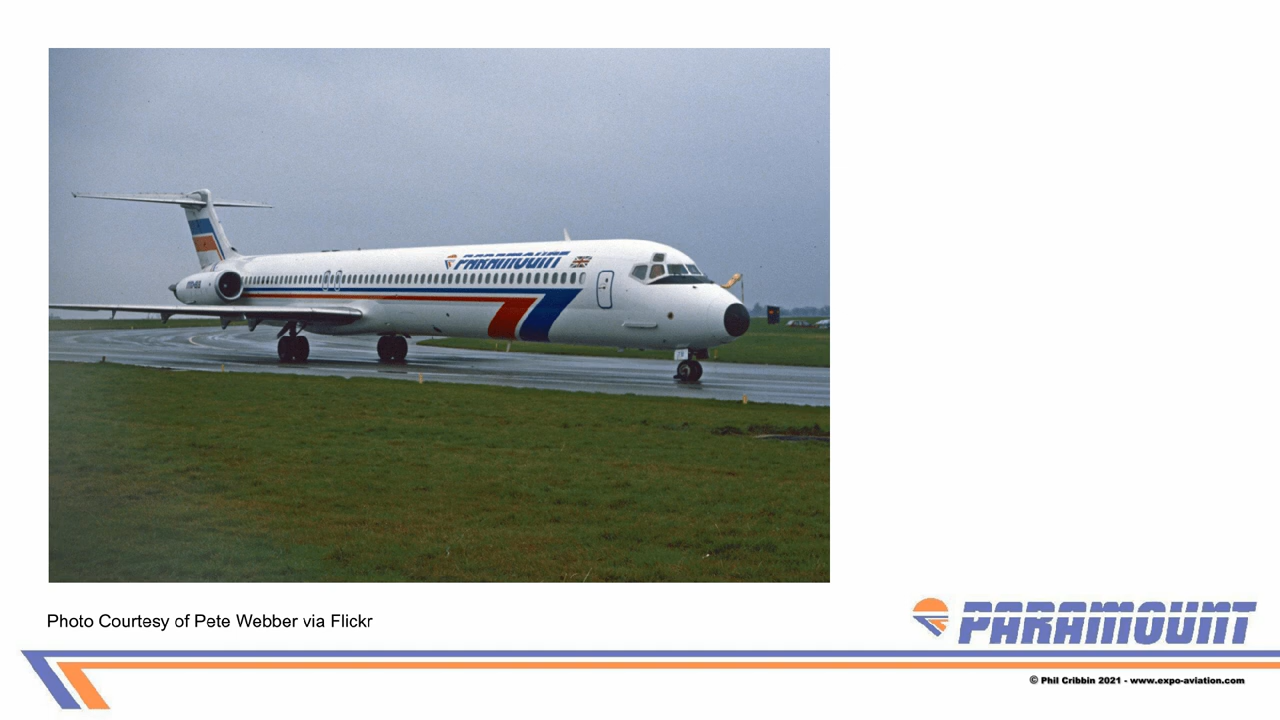 PARAMOUNT
Photo Courtesy of Pete Webber via Flickr
PARAMOUNT
© Phil Cribbin 2021 - www.expo-aviation.com